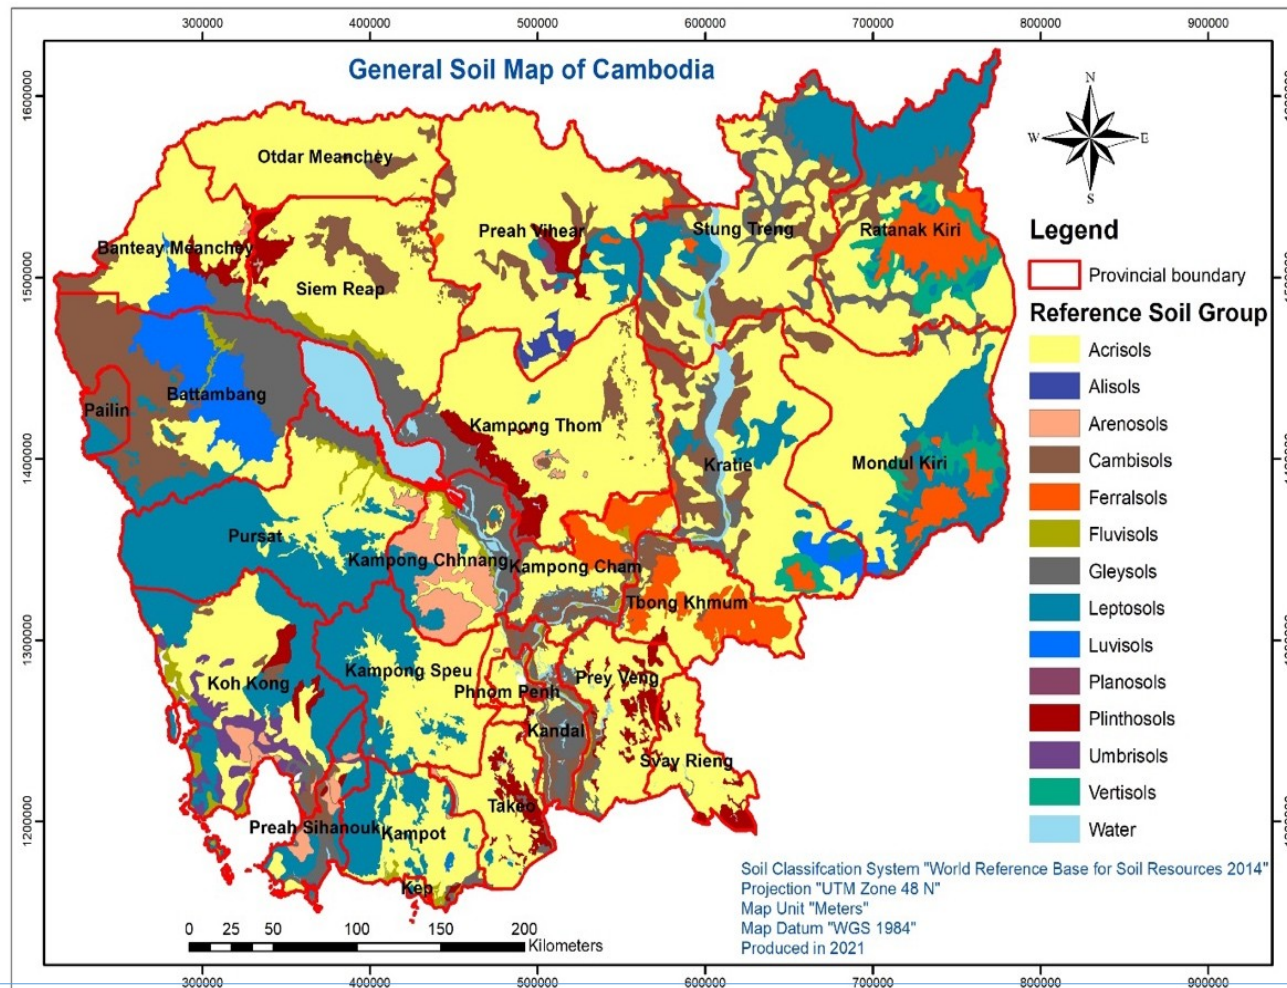 300000 400000 500000 600000 700000 800000 900000
General Soil Map of Cambodia
1600000
1500000
1400000
1300000
1200000
N
W E
S
Otdar Meanchey
Banteay Meanchey
Siem Reap
Preah Vihear
Stung Treng
Ratanak Kiri
Battambang
Pailin
Kampong Thom
Kratie
Mondul Kiri
Pursat
Kampong Chhnang
Kampong Cham
Tbong Khmum
Koh Kong
Kampong Speu
Phnom Penh
Prey Veng
Kandal
Svay Rieng
Takeo
Preah Sihanouk
Kampot
Kep
Legend
Provincial boundary
Reference Soil Group
Acrisols
Alisols
Arenosols
Cambisols
Ferralsols
Fluvisols
Gleysols
Leptosols
Luvisols
Planosols
Plinthosols
Umbrisols
Vertisols
Water
Soil Classifcation System "World Reference Base for Soil Resources 2014"
Projection "UTM Zone 48 N"
Map Unit "Meters"
Map Datum "WGS 1984"
Produced in 2021
0 25 50 100 150 200
Kilometers
300000 400000 500000 600000 700000 800000 900000